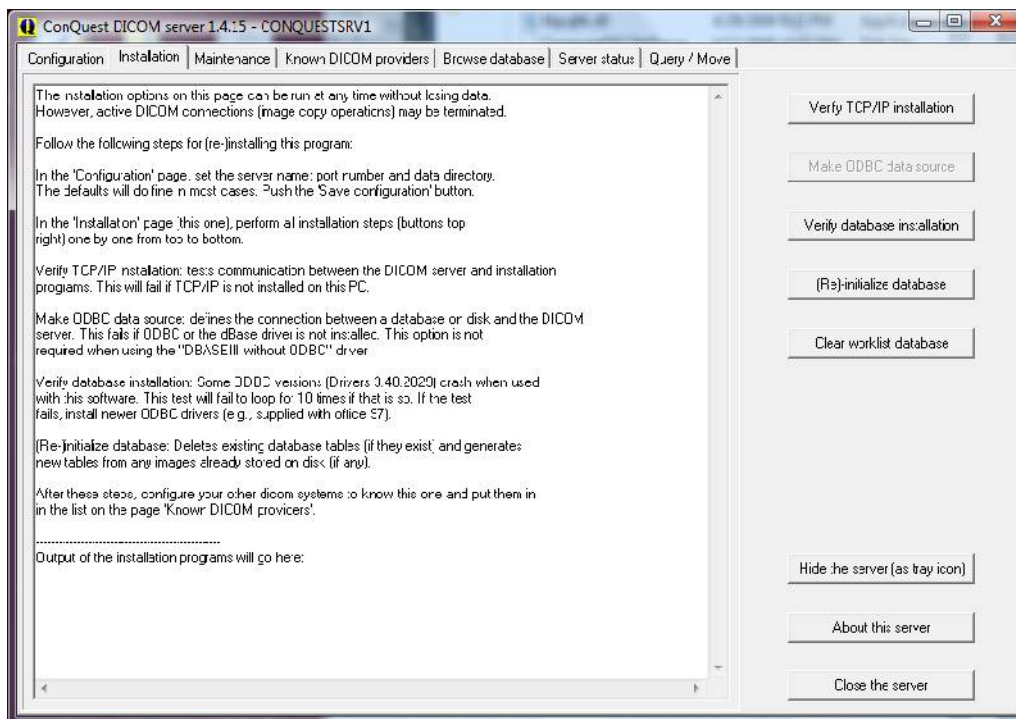 ConQuest DICOM server 1.4.15 - CONQUESTSRV1
Configuration Installation Maintenance Known DICOM providers Browse database Server status Query / Move
The installation options on this page can be run at any time without losing data.
However, active DICOM connections (image copy operations) may be terminated.
Follow the following steps for (re-)installing this program:
In the 'Configuration' page, set the server name; port number and data directory.
The defaults will do fine in most cases. Push the 'Save configuration' button.
In the 'Installaton' page (this one), perform al installation steps (buttons top
right) one by one from top to bottom.
Verify TCP/IP installation: tests communication between the DICOM server and installation
programs. This will fail if TCP/IP is not installed on this PC.
Make ODBC data source: defines the connection between a database on disk and the DICOM
server. This fails if ODBC or the dBase driver is not installed. This option is not
required when using the "DBASEIII without ODBC" driver
Verify database installation: Some ODBC versions (Drivers 3.40.2029) crash when used
with this software. This test will fail to loop for 10 times if that is so. If the test
fails, install newer ODBC drivers (e.g., supplied with office 97).
(Re-)initialize database: Deletes existing database tables (if they exist) and generates
new tables from any images already stored on disk (if any).
After these steps, configure your other dicom systems to know this one and put them in
in the list on the page 'Known DICOM providers'.
------------------------------------------------
Output of the installation programs will go here:
Verify TCP/IP installation
Make ODBC data source
Verify database installation
(Re)-initialize database
Clear worklist database
Hide the server (as tray icon)
About this server
Close the server